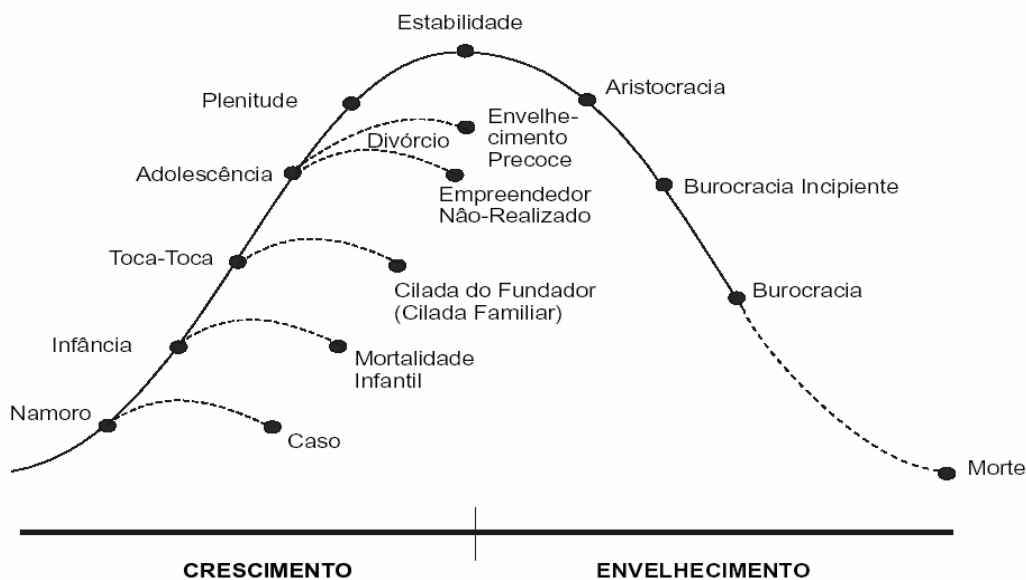 Estabilidade
Plenitude
Aristocracia
Divórcio
Envelhe-
cimento
Precoce
Adolescência
Empreendedor
Nâo-Realizado
Burocracia Incipiente
Toca-Toca
Cilada do Fundador
(Cilada Familiar)
Burocracia
Infância
Mortalidade
Infantil
Namoro
Caso
Morte
CRESCIMENTO
ENVELHECIMENTO